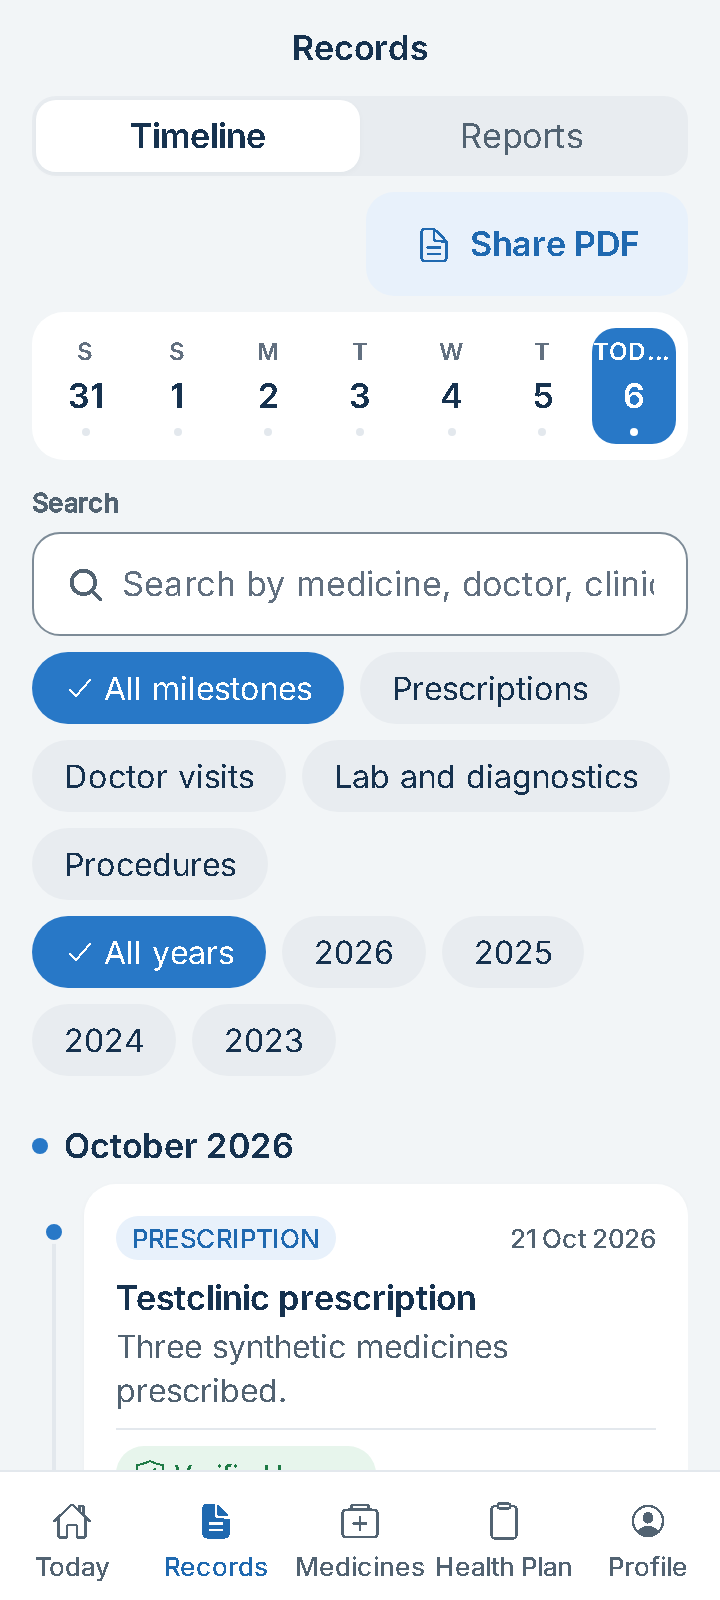 Records
Timeline
Reports
Share PDF
S S M T W T TOD...
31 1 2 3 4 5 6
Search
Search by medicine, doctor, clinic
All milestones
Prescriptions
Doctor visits
Lab and diagnostics
Procedures
All years
2026
2025
2024
2023
October 2026
PRESCRIPTION
21 Oct 2026
Testclinic prescription
Three synthetic medicines
prescribed.
Today
Records
Medicines
Health Plan
Profile